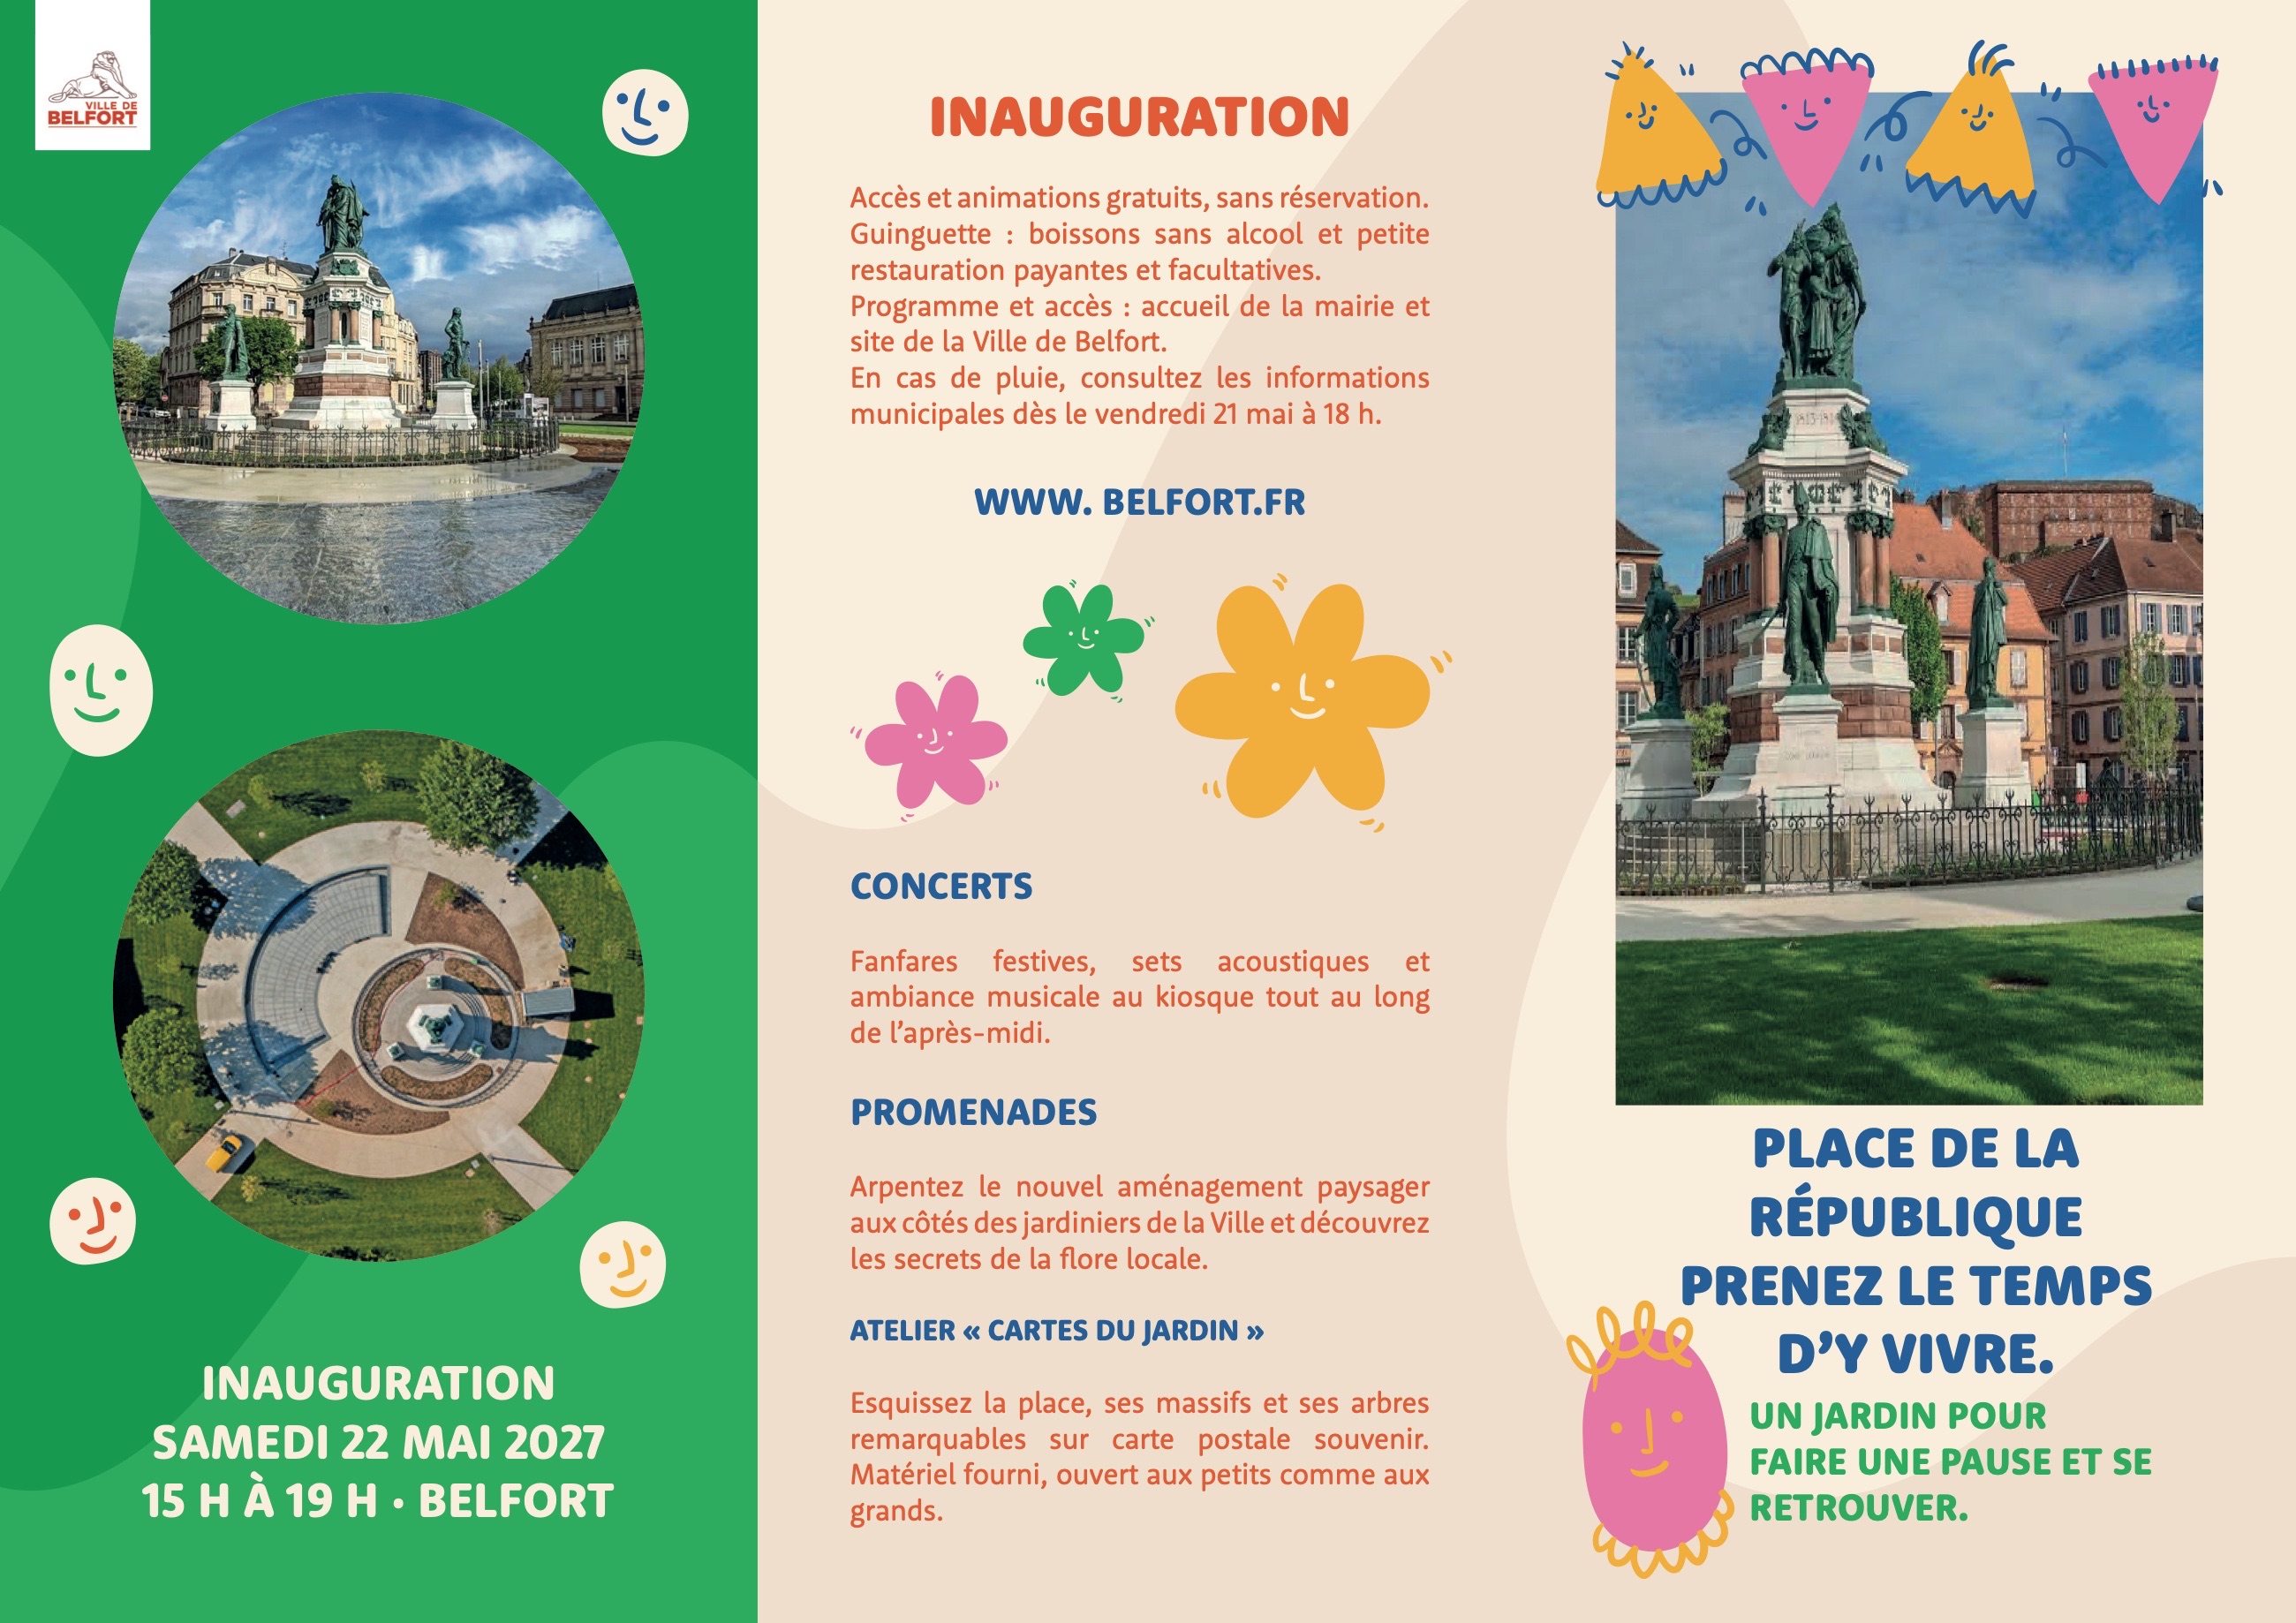 VILLE DE
BELFORT
INAUGURATION
SAMEDI 22 MAI 2027
15 H À 19 H • BELFORT
INAUGURATION
Accès et animations gratuits, sans réservation.
Guinguette : boissons sans alcool et petite
restauration payantes et facultatives.
Programme et accès : accueil de la mairie et
site de la Ville de Belfort.
En cas de pluie, consultez les informations
municipales dès le vendredi 21 mai à 18 h.
WWW. BELFORT.FR
CONCERTS
Fanfares festives, sets acoustiques et
ambiance musicale au kiosque tout au long
de l’après-midi.
PROMENADES
Arpentez le nouvel aménagement paysager
aux côtés des jardiniers de la Ville et découvrez
les secrets de la flore locale.
ATELIER « CARTES DU JARDIN »
Esquissez la place, ses massifs et ses arbres
remarquables sur carte postale souvenir.
Matériel fourni, ouvert aux petits comme aux
grands.
PLACE DE LA
RÉPUBLIQUE
PRENEZ LE TEMPS
D’Y VIVRE.
UN JARDIN POUR
FAIRE UNE PAUSE ET SE
RETROUVER.